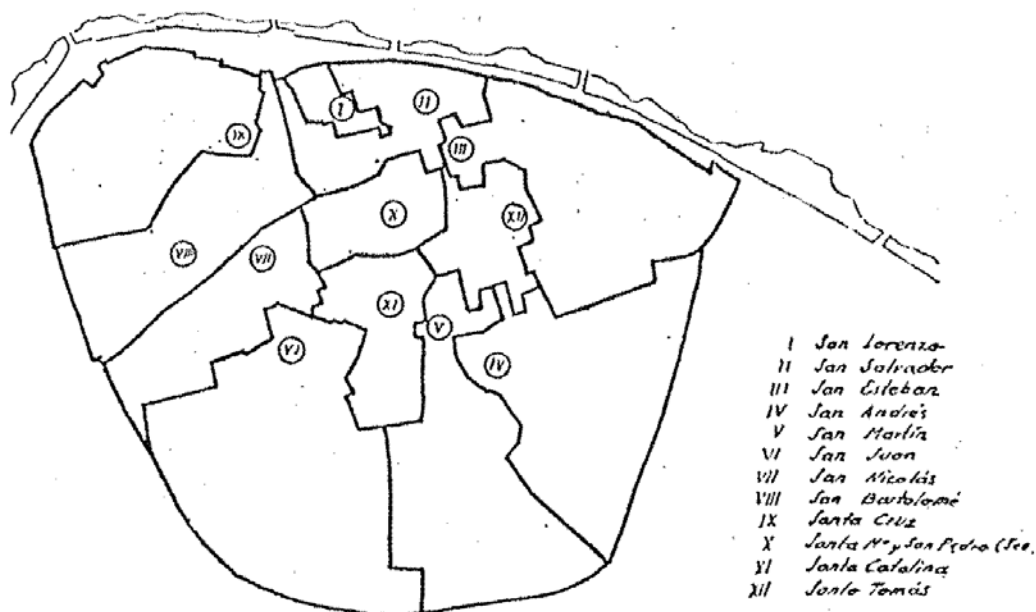 I
II
IX
III
X
XII
VIII
VII
XI
V
VI
IV
I San Lorenzo
II San Salvador
III San Esteban
IV San Andrés
V San Martín
VI San Juan
VII San Nicolás
VIII San Bartolomé
IX Santa Cruz
X Santa Mª y San Pedro (Seo.
XI Santa Catalina
XII Santo Tomás